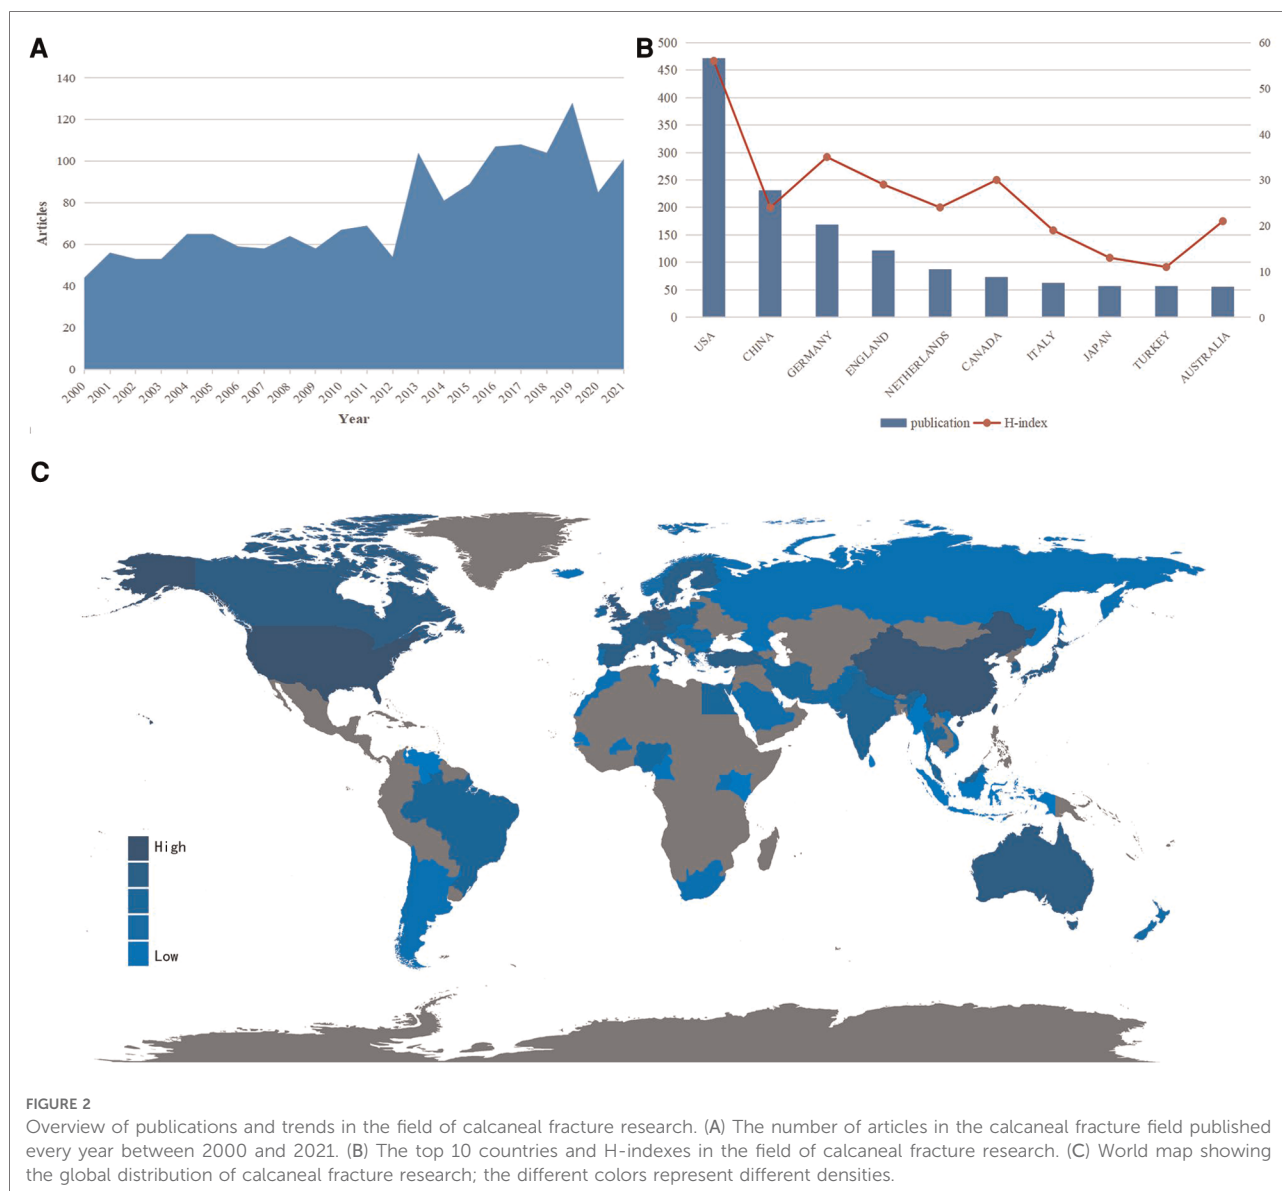 A
140
120
100
80
60
40
20
0
Articles
2000
2001
2002
2003
2004
2005
2006
2007
2008
2009
2010
2011
2012
2013
2014
2015
2016
2017
2018
2019
2020
2021
Year
B
500
450
400
350
300
250
200
150
100
50
0
60
50
40
30
20
10
0
USA
CHINA
GERMANY
ENGLAND
NETHERLANDS
CANADA
ITALY
JAPAN
TURKEY
AUSTRALIA
publication
H-index
C
High
Low
FIGURE 2
Overview of publications and trends in the field of calcaneal fracture research. (A) The number of articles in the calcaneal fracture field published
every year between 2000 and 2021. (B) The top 10 countries and H-indexes in the field of calcaneal fracture research. (C) World map showing
the global distribution of calcaneal fracture research; the different colors represent different densities.